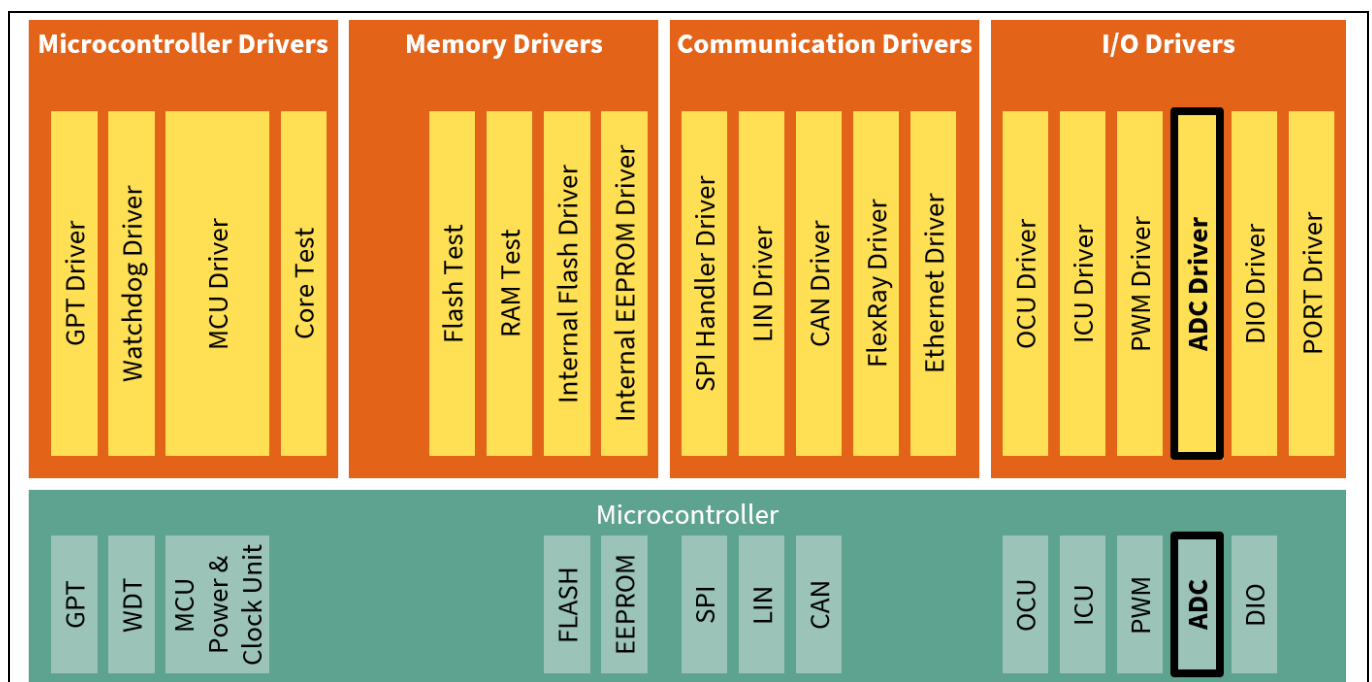 Microcontroller Drivers
Memory Drivers
Communication Drivers
I/O Drivers
GPT Driver
Watchdog Driver
MCU Driver
Core Test
Flash Test
RAM Test
Internal Flash Driver
Internal EEPROM Driver
SPI Handler Driver
LIN Driver
CAN Driver
FlexRay Driver
Ethernet Driver
OCU Driver
ICU Driver
PWM Driver
ADC Driver
DIO Driver
PORT Driver
Microcontroller
GPT
WDT
MCU
Power &
Clock Unit
FLASH
EEPROM
SPI
LIN
CAN
OCU
ICU
PWM
ADC
DIO